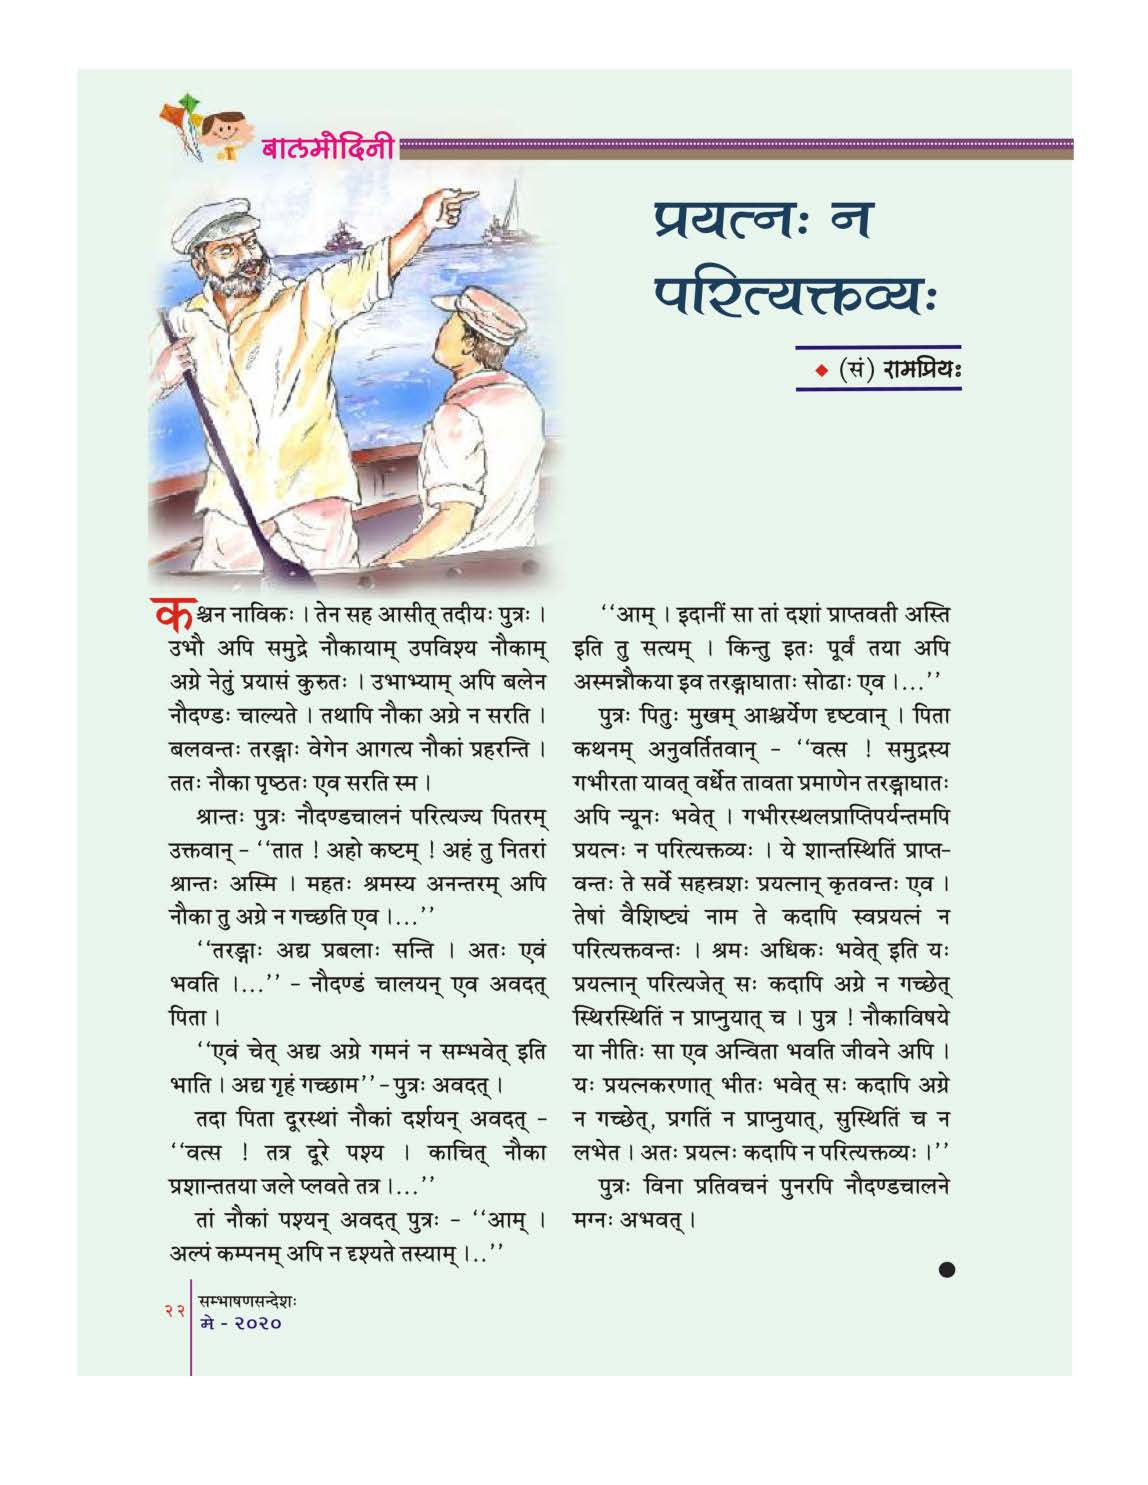 बालमोदिनी
प्रयत्नः न
परित्यक्तव्यः
◆ (सं) रामप्रियः
कश्चन नाविकः । तेन सह आसीत् तदीयः पुत्रः ।
उभौ अपि समुद्रे नौकायाम् उपविश्य नौकाम्
अग्रे नेतुं प्रयासं कुरुतः । उभाभ्याम् अपि बलेन
नौदण्डः चाल्यते । तथापि नौका अग्रे न सरति ।
बलवन्तः तरङ्गाः वेगेन आगत्य नौकां प्रहरन्ति ।
ततः नौका पृष्ठतः एव सरति स्म ।
श्रान्तः पुत्रः नौदण्डचालनं परित्यज्य पितरम्
उक्तवान् - ‘‘तात ! अहो कष्टम् ! अहं तु नितरां
श्रान्तः अस्मि । महतः श्रमस्य अनन्तरम् अपि
नौका तु अग्रे न गच्छति एव ।...’’
‘‘तरङ्गाः अद्य प्रबलाः सन्ति । अतः एवं
भवति ।...’’ - नौदण्डं चालयन् एव अवदत्
पिता ।
‘‘एवं चेत् अद्य अग्रे गमनं न सम्भवेत् इति
भाति । अद्य गृहं गच्छाम’’ - पुत्रः अवदत् ।
तदा पिता दूरस्थां नौकां दर्शयन् अवदत् -
‘‘वत्स ! तत्र दूरे पश्य । काचित् नौका
प्रशान्ततया जले प्लवते तत्र ।...’’
तां नौकां पश्यन् अवदत् पुत्रः - ‘‘आम् ।
अल्पं कम्पनम् अपि न दृश्यते तस्याम् ।..’’
‘‘आम् । इदानीं सा तां दशां प्राप्तवती अस्ति
इति तु सत्यम् । किन्तु इतः पूर्वं तया अपि
अस्मन्नौकया इव तरङ्गाघाताः सोढाः एव ।...’’
पुत्रः पितुः मुखम् आश्चर्येण दृष्टवान् । पिता
कथनम् अनुवर्तितवान् - ‘‘वत्स ! समुद्रस्य
गभीरता यावत् वर्धेत तावता प्रमाणेन तरङ्गाघातः
अपि न्यूनः भवेत् । गभीरस्थलप्राप्तिपर्यन्तमपि
प्रयत्नः न परित्यक्तव्यः । ये शान्तस्थितिं प्राप्त-
वन्तः ते सर्वे सहस्रशः प्रयत्नान् कृतवन्तः एव ।
तेषां वैशिष्ट्यं नाम ते कदापि स्वप्रयत्नं न
परित्यक्तवन्तः । श्रमः अधिकः भवेत् इति यः
प्रयत्नान् परित्यजेत् सः कदापि अग्रे न गच्छेत्
स्थिरस्थितिं न प्राप्नुयात् च । पुत्र ! नौकाविषये
या नीतिः सा एव अन्विता भवति जीवने अपि ।
यः प्रयत्नकरणात् भीतः भवेत् सः कदापि अग्रे
न गच्छेत्, प्रगतिं न प्राप्नुयात्, सुस्थितिं च न
लभेत । अतः प्रयत्नः कदापि न परित्यक्तव्यः ।’’
पुत्रः विना प्रतिवचनं पुनरपि नौदण्डचालने
मग्नः अभवत् ।
२२
सम्भाषणसन्देशः
मे - २०२०